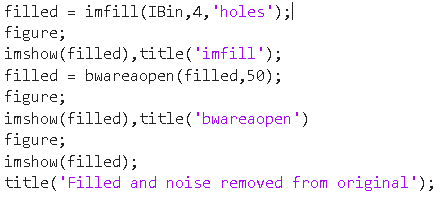 filled = imfill(IBin,4,'holes');
figure;
imshow(filled),title('imfill');
filled = bwareaopen(filled,50);
figure;
imshow(filled),title('bwareaopen')
figure;
imshow(filled);
title('Filled and noise removed from original');